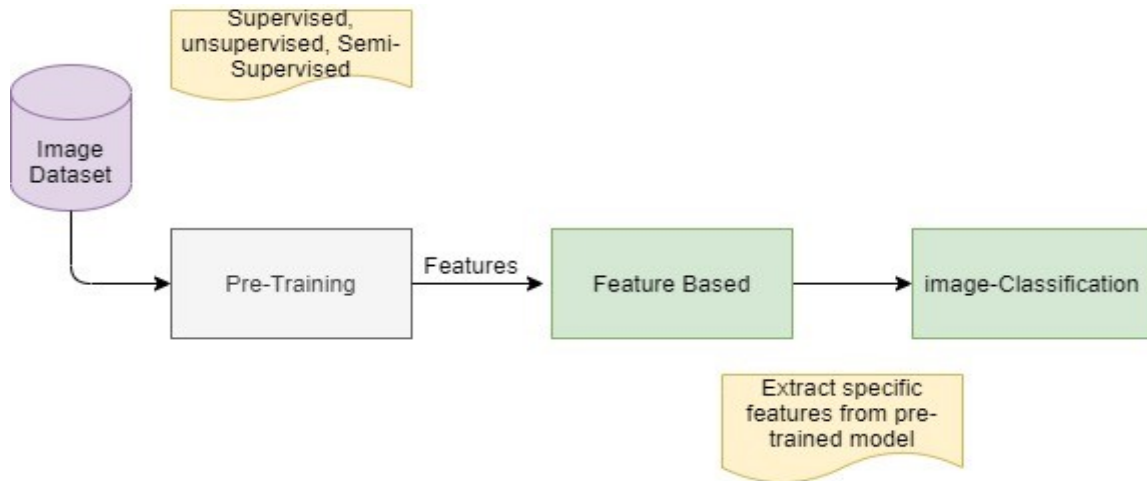 Supervised,
unsupervised, Semi-
Supervised
Image
Dataset
Pre-Training
Features
Feature Based
image-Classification
Extract specific
features from pre-
trained model